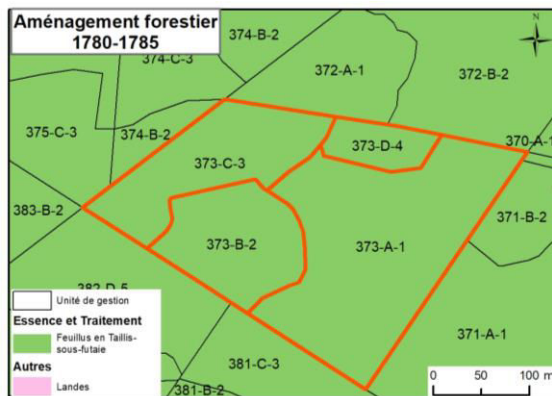 Aménagement forestier
1780-1785
374-B-2
N
374-C-3
372-A-1
372-B-2
375-C-3
374-B-2
373-D-4
370-A-1
373-C-3
383-B-2
371-B-2
373-B-2
373-A-1
382-D-5
Unité de gestion
Essence et Traitement
Feuillus en Taillis-
sous-futaie
371-A-1
381-C-3
Autres
Landes
381-B-2
0 50 100 m